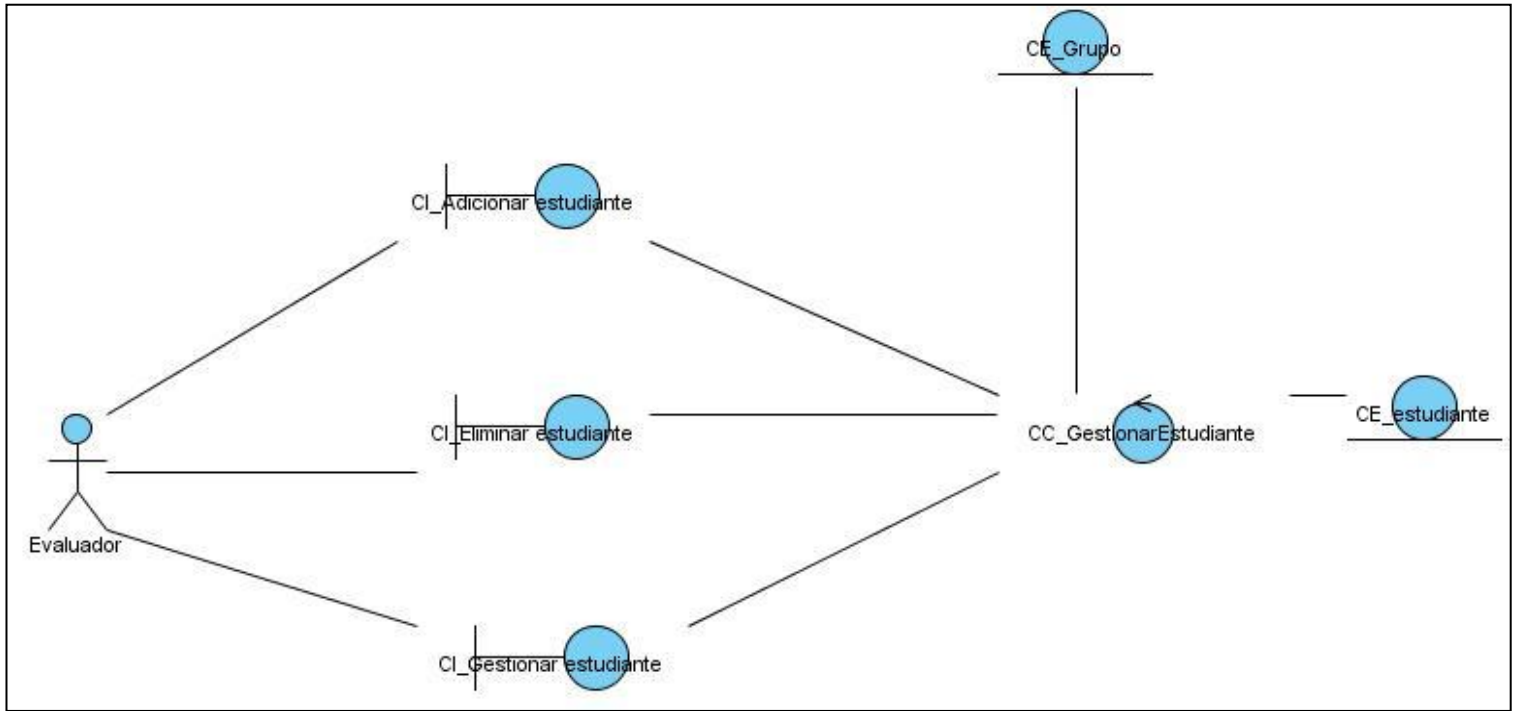 CE_Grupo
CI_Adicionar estudiante
CI_Eliminar estudiante
CC_GestionarEstudiante
CE_estudiante
Evaluador
CI_Gestionar estudiante